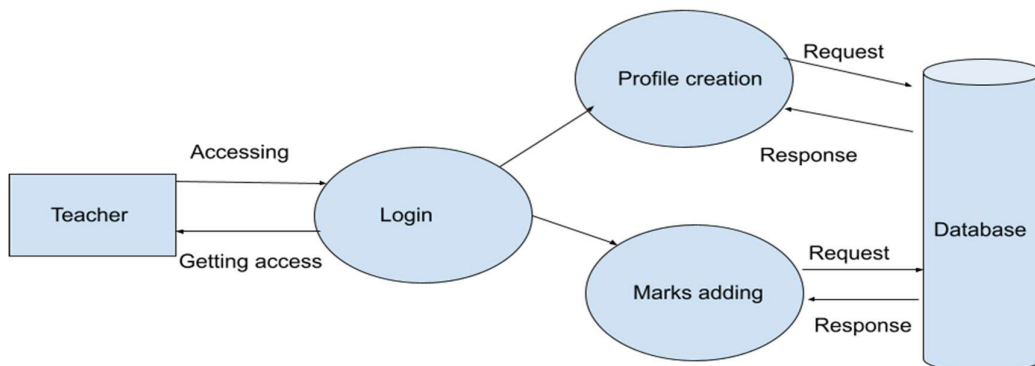 Request
Profile creation
Response
Accessing
Teacher
Login
Getting access
Database
Request
Marks adding
Response